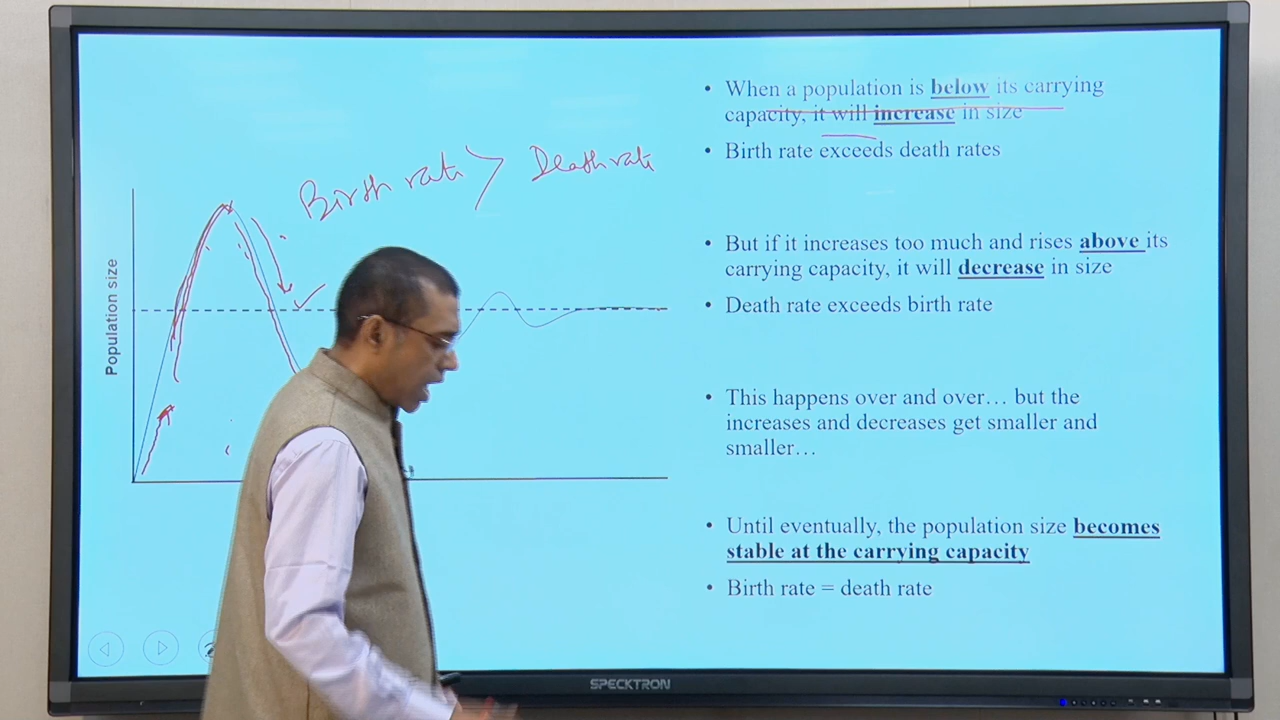 • When a population is below its carrying
capacity, it will increase in size
• Birth rate exceeds death rates
Birth rate > Death rate
• But if it increases too much and rises above its
carrying capacity, it will decrease in size
• Death rate exceeds birth rate
Population size
• This happens over and over… but the
increases and decreases get smaller and
smaller…
• Until eventually, the population size becomes
stable at the carrying capacity
• Birth rate = death rate
SPECKTRON